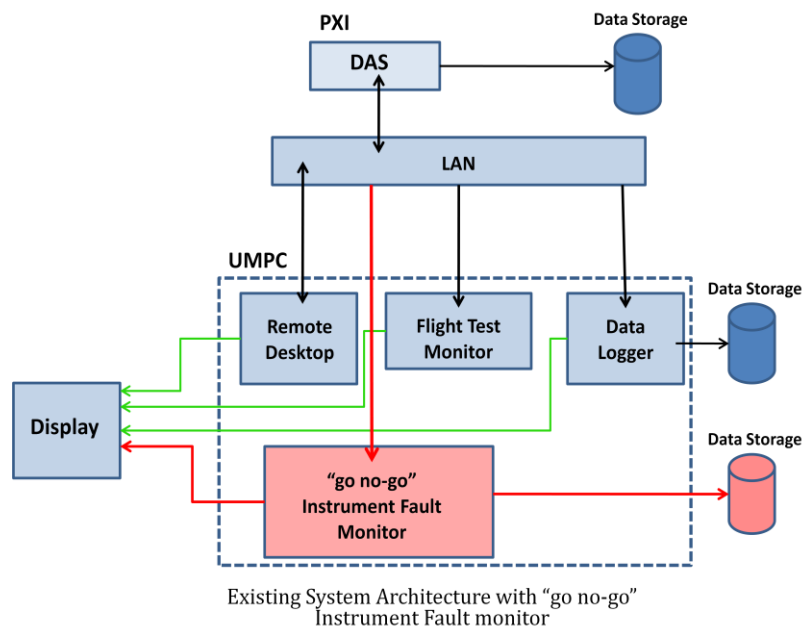 PXI
Data Storage
DAS
LAN
UMPC
Remote
Desktop
Flight Test
Monitor
Data
Logger
Data Storage
Display
“go no-go”
Instrument Fault
Monitor
Data Storage
Existing System Architecture with “go no-go”
Instrument Fault monitor